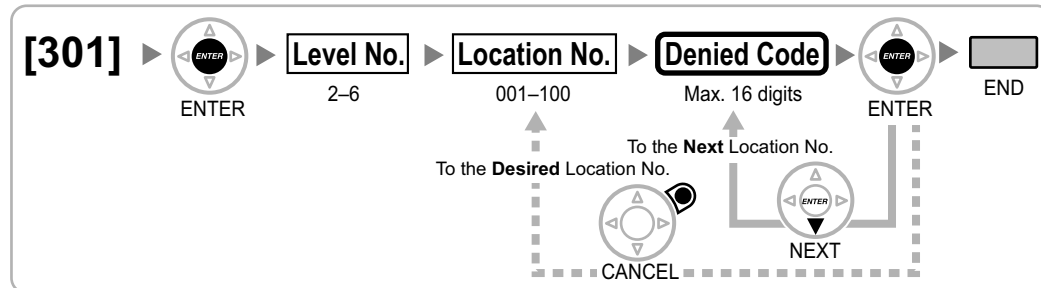 [301] ENTER Level No. Location No. Denied Code ENTER
ENTER 2–6 001–100 Max. 16 digits ENTER END
To the Next Location No.
To the Desired Location No.
ENTER
NEXT
CANCEL